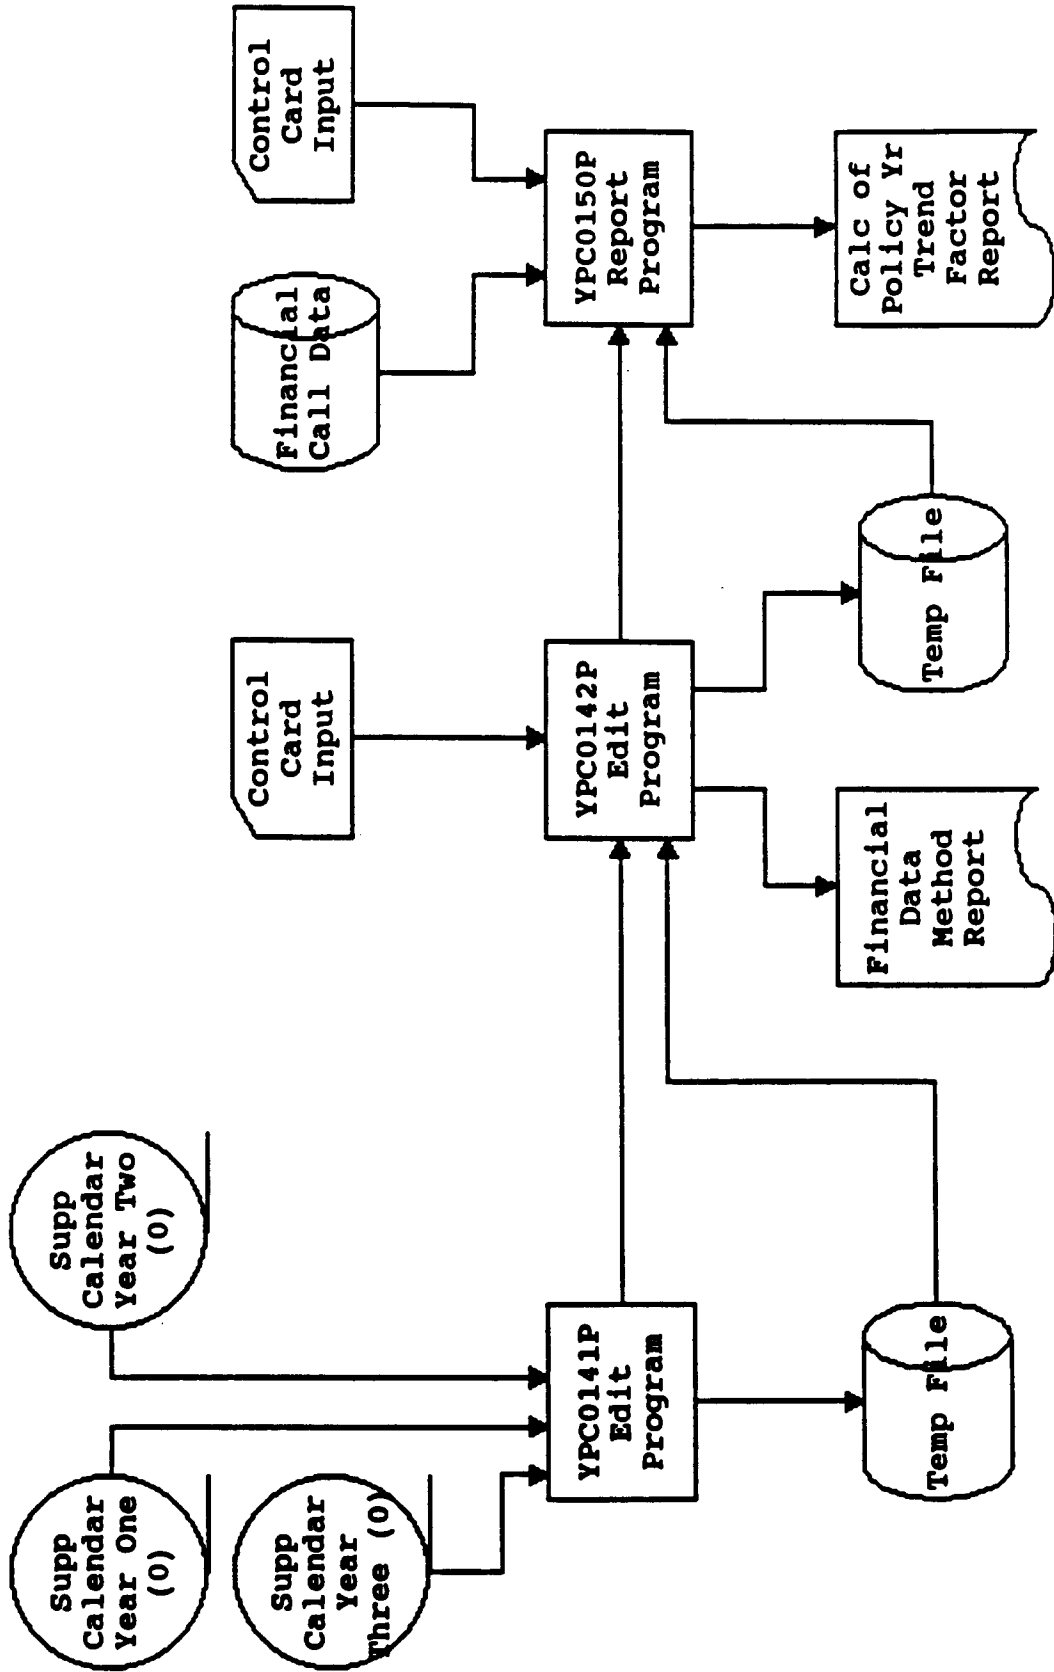 Supp
Calendar
Year One
(0)
Supp
Calendar
Year Two
(0)
Supp
Calendar
Year
Three (0)
Control
Card
Input
Financial
Call Data
Control
Card
Input
YPC0141P
Edit
Program
YPC0142P
Edit
Program
YPC0150P
Report
Program
Temp File
Financial
Data
Method
Report
Temp File
Calc of
Policy Yr
Trend
Factor
Report